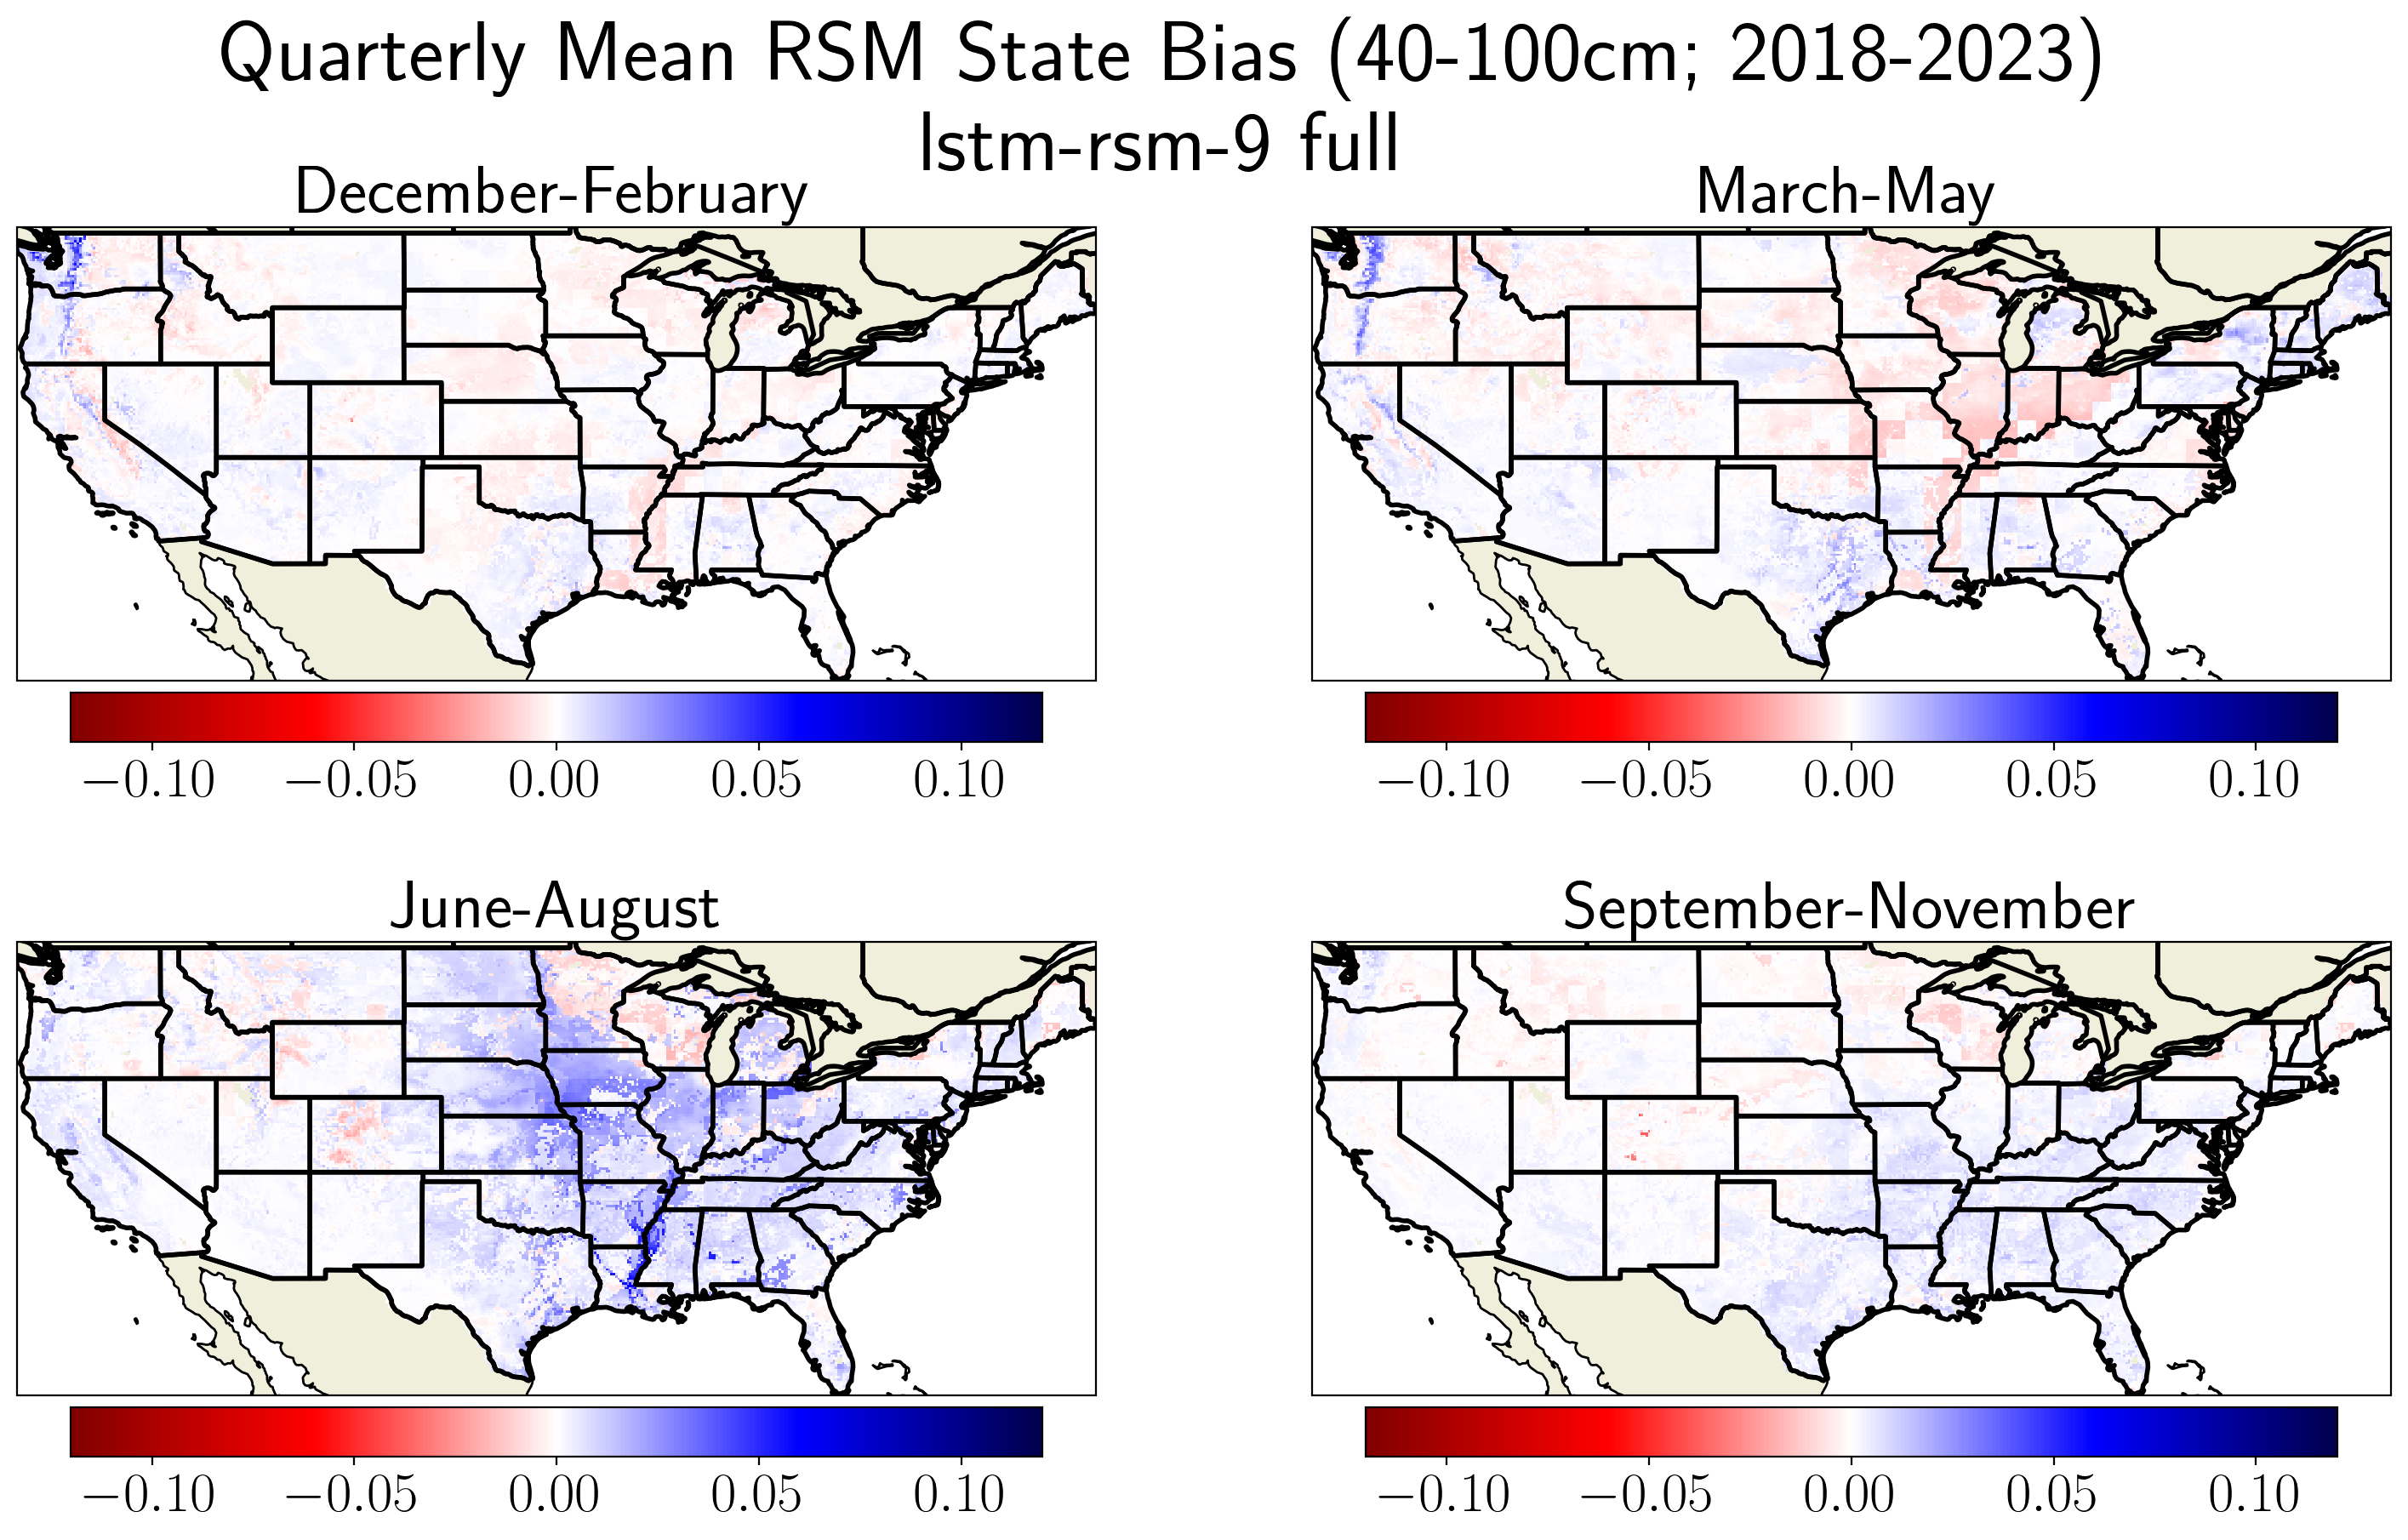 Quarterly Mean RSM State Bias (40-100cm; 2018-2023)
lstm-rsm-9 full
December-February
March-May
−0.10 −0.05 0.00 0.05 0.10
−0.10 −0.05 0.00 0.05 0.10
June-August
September-November
−0.10 −0.05 0.00 0.05 0.10
−0.10 −0.05 0.00 0.05 0.10